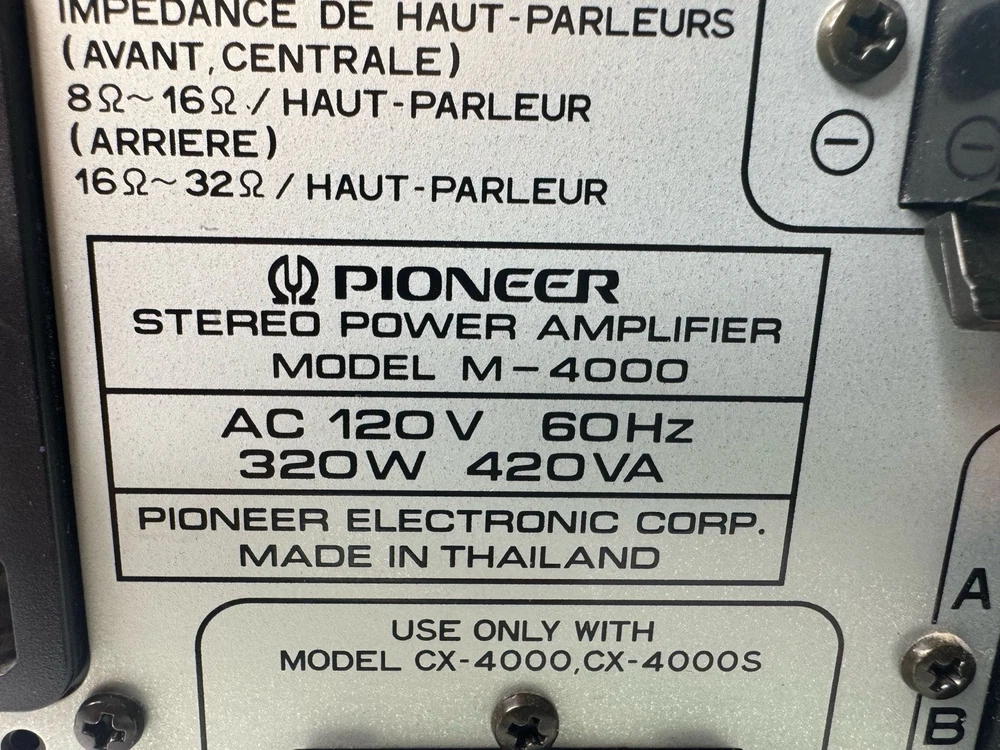 IMPEDANCE DE HAUT-PARLEURS
(AVANT, CENTRALE)
8Ω~16Ω / HAUT-PARLEUR
(ARRIERE)
16Ω~32Ω / HAUT-PARLEUR
PIONEER
STEREO POWER AMPLIFIER
MODEL M-4000
AC 120V 60Hz
320W 420VA
PIONEER ELECTRONIC CORP.
MADE IN THAILAND
USE ONLY WITH
MODEL CX-4000, CX-4000S
A
B